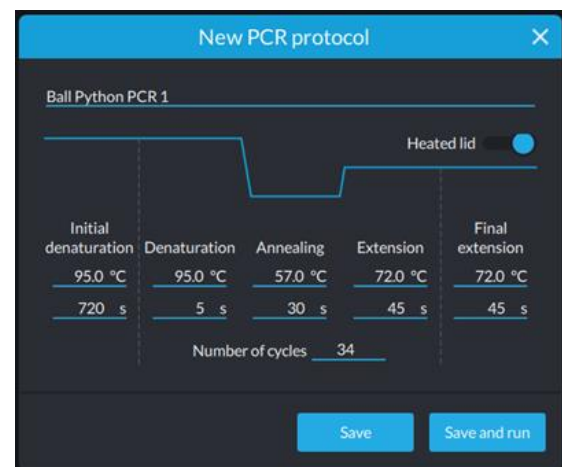 New PCR protocol
Ball Python PCR 1
Heated lid
Initial denaturation Denaturation Annealing Extension Final extension
95.0 °C 95.0 °C 57.0 °C 72.0 °C 72.0 °C
720 s 5 s 30 s 45 s 45 s
Number of cycles 34
Save Save and run